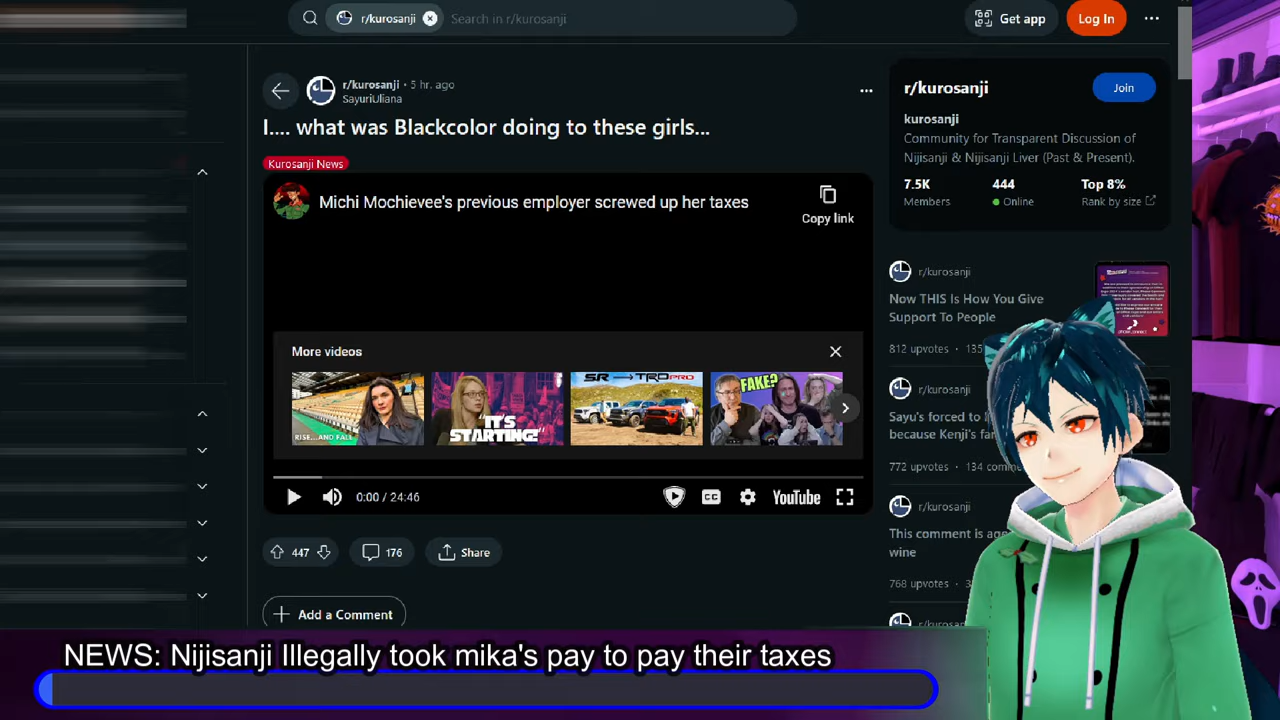 r/kurosanji
Search in r/kurosanji
Get app
Log In
r/kurosanji • 5 hr. ago
SayuriUliana
I.... what was Blackcolor doing to these girls...
Kurosanji News
Michi Mochievee's previous employer screwed up her taxes
Copy link
More videos
RISE...AND FALL
"IT'S STARTING!"
SR TRD PRO
FAKE?
0:00 / 24:46
CC
YouTube
447
176
Share
Add a Comment
r/kurosanji
Join
kurosanji
Community for Transparent Discussion of
Nijisanji & Nijisanji Liver (Past & Present).
7.5K
444
Top 8%
Members
Online
Rank by size
r/kurosanji
Now THIS Is How You Give
Support To People
812 upvotes · 135
r/kurosanji
Sayu's forced to
because Kenji's
772 upvotes · 134
r/kurosanji
This comment is
wine
768 upvotes ·
NEWS: Nijisanji Illegally took mika's pay to pay their taxes